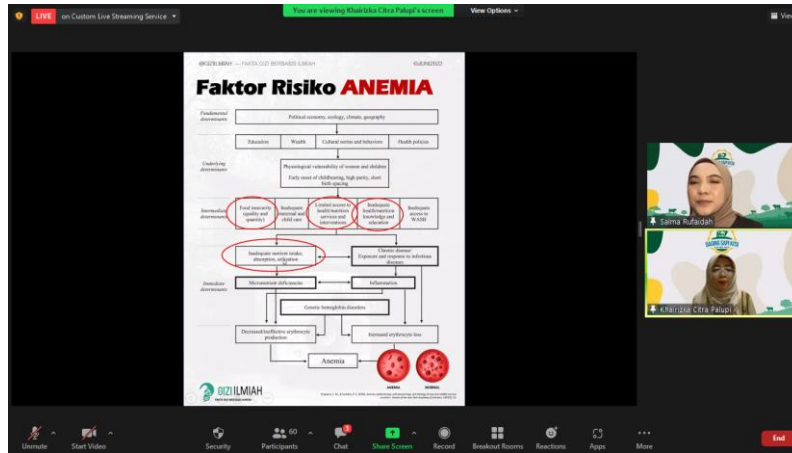 LIVE on Custom Live Streaming Service
You are viewing Khairizka Citra Palupi's screen
View Options
View
@GIZIILMIAH — FAKTA GIZI BERBASIS ILMIAH
©JUNI2022
Faktor Risiko ANEMIA
Fundamental
determinants
Political economy, ecology, climate, geography
Education
Wealth
Cultural norms and behaviors
Health policies
Underlying
determinants
Physiological vulnerability of women and children
Early onset of childbearing, high parity, short
birth spacing
Intermediate
determinants
Food insecurity
(quality and
quantity)
Inadequate
maternal and
child care
Limited access to
health/nutrition
services and
interventions
Inadequate
health/nutrition
knowledge and
education
Inadequate
access to
WASH
Inadequate nutrient intake,
absorption, utilization
Chronic disease:
Exposure and response to infectious
diseases
Immediate
determinants
Micronutrient deficiencies
Inflammation
Genetic hemoglobin disorders
Decreased/ineffective erythrocyte
production
Increased erythrocyte loss
Anemia
ANEMIA
NORMAL
GIZI ILMIAH
Saima Rufaidah
Khairizka Citra Palupi
Unmute
Start Video
Security
Participants
60
Chat
3
Share Screen
Record
Breakout Rooms
Reactions
Apps
More
End